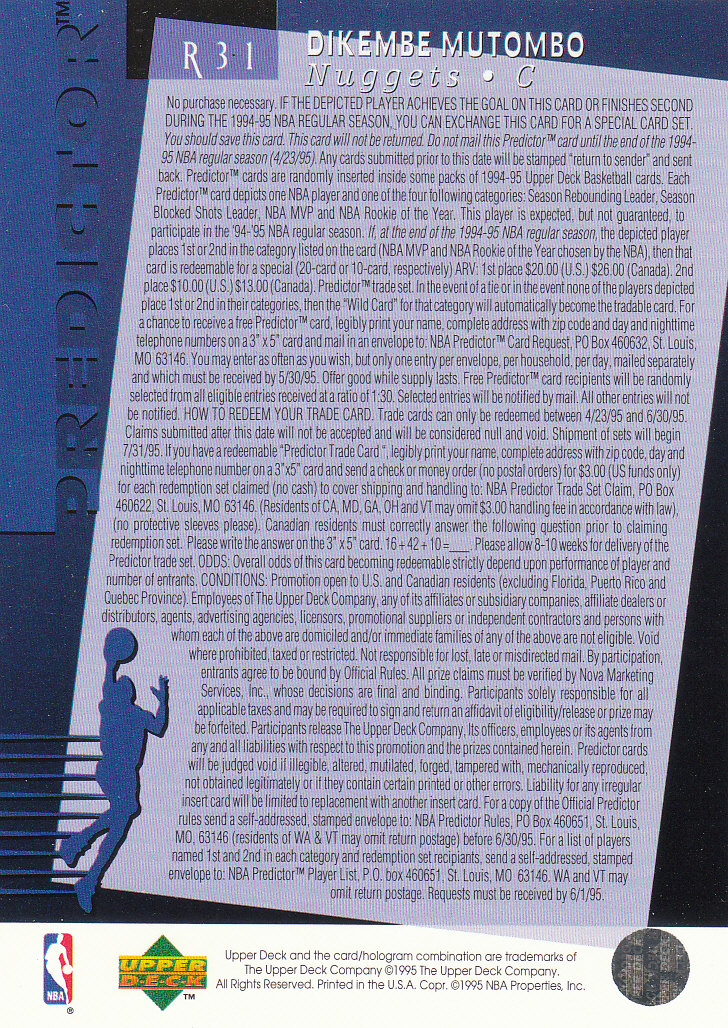 PREDICTOR™
R 31
DIKEMBE MUTOMBO
Nuggets • C
No purchase necessary. IF THE DEPICTED PLAYER ACHIEVES THE GOAL ON THIS CARD OR FINISHES SECOND
DURING THE 1994-95 NBA REGULAR SEASON, YOU CAN EXCHANGE THIS CARD FOR A SPECIAL CARD SET.
You should save this card. This card will not be returned. Do not mail this Predictor™ card until the end of the 1994-
95 NBA regular season (4/23/95). Any cards submitted prior to this date will be stamped "return to sender" and sent
back. Predictor™ cards are randomly inserted inside some packs of 1994-95 Upper Deck Basketball cards. Each
Predictor™ card depicts one NBA player and one of the four following categories: Season Rebounding Leader, Season
Blocked Shots Leader, NBA MVP and NBA Rookie of the Year. This player is expected, but not guaranteed, to
participate in the '94-'95 NBA regular season. If, at the end of the 1994-95 NBA regular season, the depicted player
places 1st or 2nd in the category listed on the card (NBA MVP and NBA Rookie of the Year chosen by the NBA), then that
card is redeemable for a special (20-card or 10-card, respectively) ARV: 1st place $20.00 (U.S.) $26.00 (Canada). 2nd
place $10.00 (U.S.) $13.00 (Canada). Predictor™ trade set. In the event of a tie or in the event none of the players depicted
place 1st or 2nd in their categories, then the "Wild Card" for that category will automatically become the tradable card. For
a chance to receive a free Predictor™ card, legibly print your name, complete address with zip code and day and nighttime
telephone numbers on a 3" x 5" card and mail in an envelope to: NBA Predictor™ Card Request, PO Box 460632, St. Louis,
MO 63146. You may enter as often as you wish, but only one entry per envelope, per household, per day, mailed separately
and which must be received by 5/30/95. Offer good while supply lasts. Free Predictor™ card recipients will be randomly
selected from all eligible entries received at a ratio of 1:30. Selected entries will be notified by mail. All other entries will not
be notified. HOW TO REDEEM YOUR TRADE CARD. Trade cards can only be redeemed between 4/23/95 and 6/30/95.
Claims submitted after this date will not be accepted and will be considered null and void. Shipment of sets will begin
7/31/95. If you have a redeemable "Predictor Trade Card ", legibly print your name, complete address with zip code, day and
nighttime telephone number on a 3"x5" card and send a check or money order (no postal orders) for $3.00 (US funds only)
for each redemption set claimed (no cash) to cover shipping and handling to: NBA Predictor Trade Set Claim, PO Box
460622, St. Louis, MO 63146. (Residents of CA, MD, GA, OH and VT may omit $3.00 handling fee in accordance with law),
(no protective sleeves please). Canadian residents must correctly answer the following question prior to claiming
redemption set. Please write the answer on the 3" x 5" card. 16 + 42 + 10 =___. Please allow 8-10 weeks for delivery of the
Predictor trade set. ODDS: Overall odds of this card becoming redeemable strictly depend upon performance of player and
number of entrants. CONDITIONS: Promotion open to U.S. and Canadian residents (excluding Florida, Puerto Rico and
Quebec Province). Employees of The Upper Deck Company, any of its affiliates or subsidiary companies, affiliate dealers or
distributors, agents, advertising agencies, licensors, promotional suppliers or independent contractors and persons with
whom each of the above are domiciled and/or immediate families of any of the above are not eligible. Void
where prohibited, taxed or restricted. Not responsible for lost, late or misdirected mail. By participation,
entrants agree to be bound by Official Rules. All prize claims must be verified by Nova Marketing
Services, Inc., whose decisions are final and binding. Participants solely responsible for all
applicable taxes and may be required to sign and return an affidavit of eligibility/release or prize may
be forfeited. Participants release The Upper Deck Company, Its officers, employees or its agents from
any and all liabilities with respect to this promotion and the prizes contained herein. Predictor cards
will be judged void if illegible, altered, mutilated, forged, tampered with, mechanically reproduced,
not obtained legitimately or if they contain certain printed or other errors. Liability for any irregular
insert card will be limited to replacement with another insert card. For a copy of the Official Predictor
rules send a self-addressed, stamped envelope to: NBA Predictor Rules, PO Box 460651, St. Louis,
MO, 63146 (residents of WA & VT may omit return postage) before 6/30/95. For a list of players
named 1st and 2nd in each category and redemption set recipiants, send a self-addressed, stamped
envelope to: NBA Predictor™ Player List, P.O. box 460651, St. Louis, MO 63146. WA and VT may
omit return postage. Requests must be received by 6/1/95.
NBA ®
UPPER DECK ™
Upper Deck and the card/hologram combination are trademarks of
The Upper Deck Company ©1995 The Upper Deck Company.
All Rights Reserved. Printed in the U.S.A. Copr. ©1995 NBA Properties, Inc.